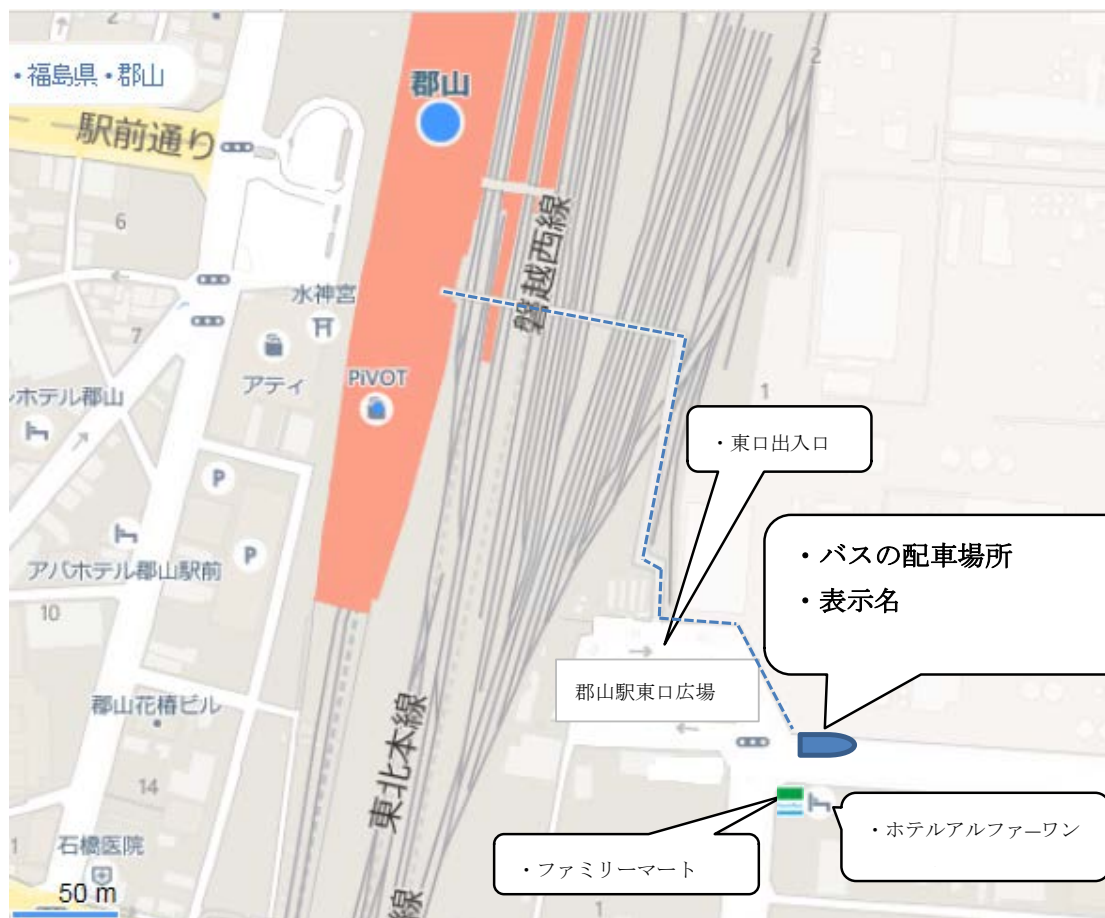 2
2
・福島県・郡山
郡山
駅前通り
6
磐越西線
水神宮
7
アティ
PiVOT
ルホテル郡山
1
・東口出入口
P
P
・バスの配車場所
・表示名
アパホテル郡山駅前
10
郡山駅東口広場
郡山花椿ビル
東北本線
14
・ホテルアルファーワン
1
石橋医院
・ファミリーマート
50 m
線
1